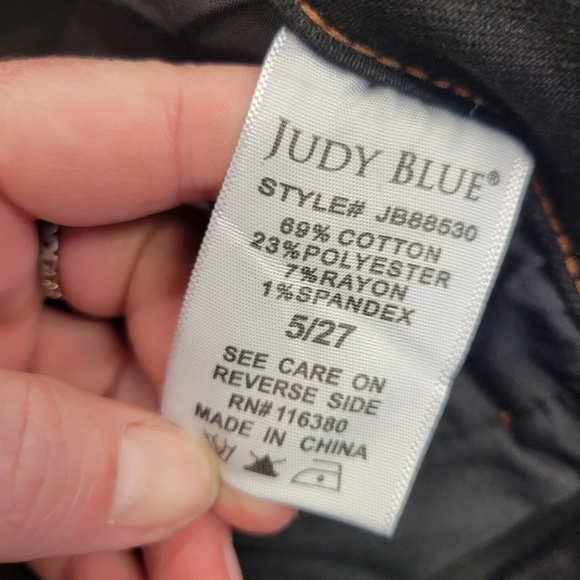 JUDY BLUE®
STYLE# JB88530
69% COTTON
23%POLYESTER
7%RAYON
1%SPANDEX
5/27
SEE CARE ON
REVERSE SIDE
RN# 116380
MADE IN CHINA